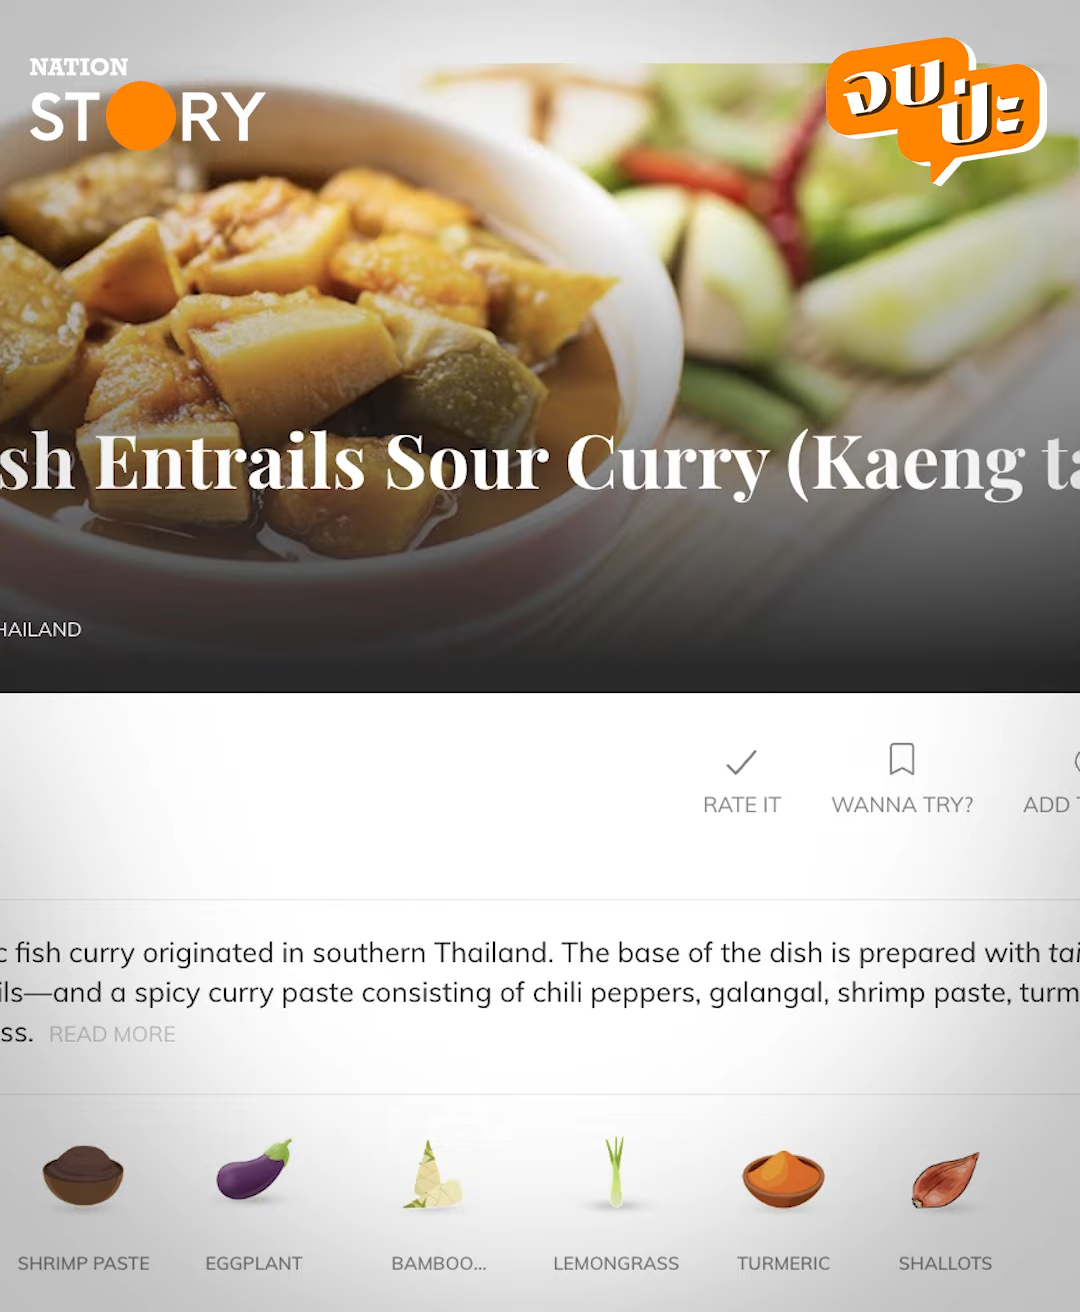 NATION
STORY
จบป่ะ
sh Entrails Sour Curry (Kaeng ta
HAILAND
RATE IT
WANNA TRY?
ADD T
c fish curry originated in southern Thailand. The base of the dish is prepared with tai
ils—and a spicy curry paste consisting of chili peppers, galangal, shrimp paste, turm
ss. READ MORE
SHRIMP PASTE
EGGPLANT
BAMBOO...
LEMONGRASS
TURMERIC
SHALLOTS